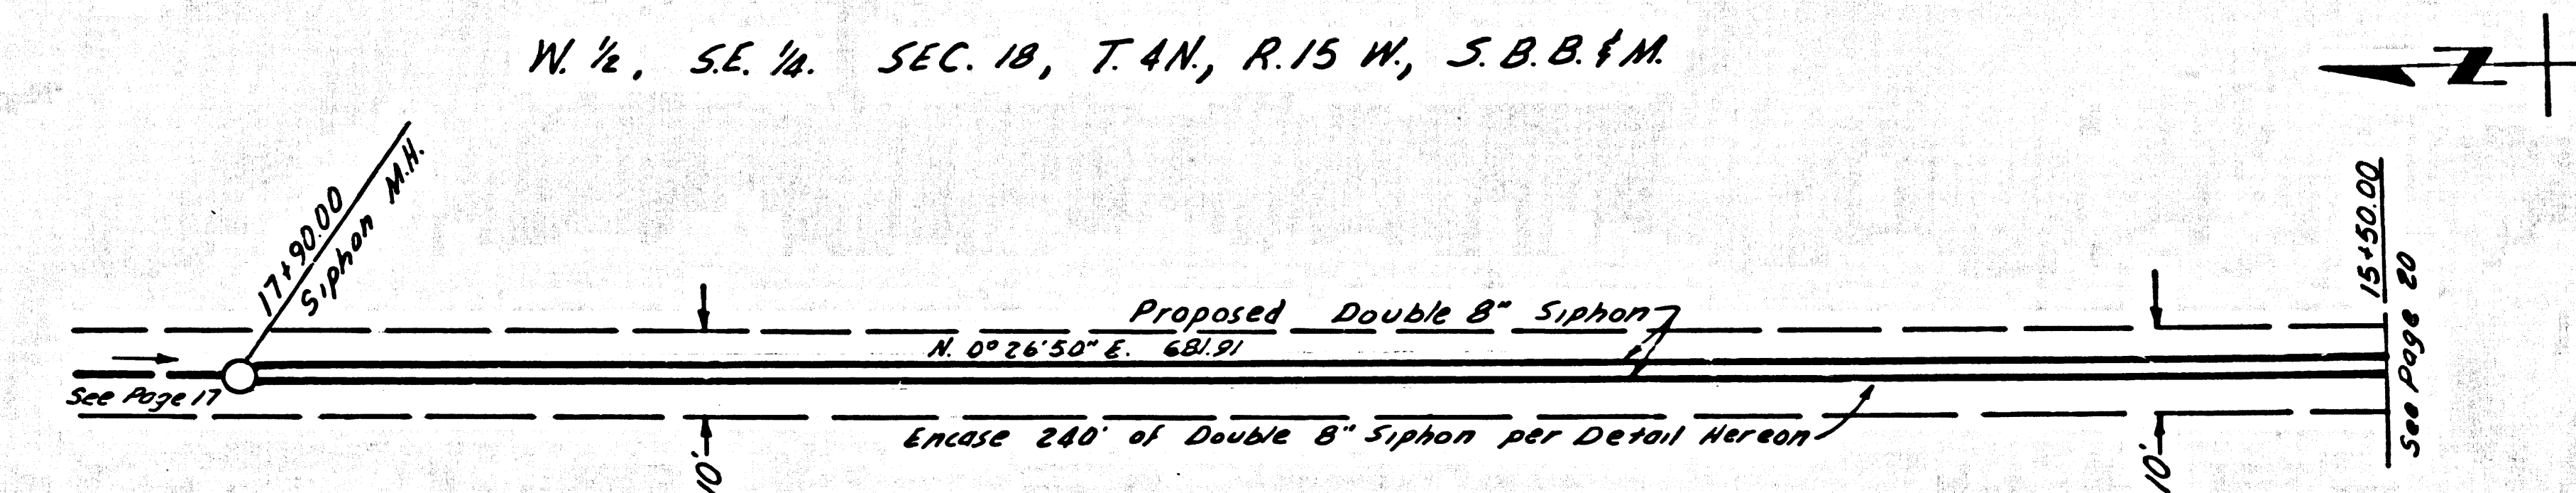 W. 1/2, S.E. 1/4. SEC. 18, T. 4N., R. 15 W., S. B. B. & M.
N
17+90.00
Siphon M.H.
15+50.00
See Page 20
Proposed Double 8" Siphon
N. 0° 26' 50" E. 681.91
See Page 17
Encase 240' of Double 8" Siphon per Detail Hereon
10'
10'